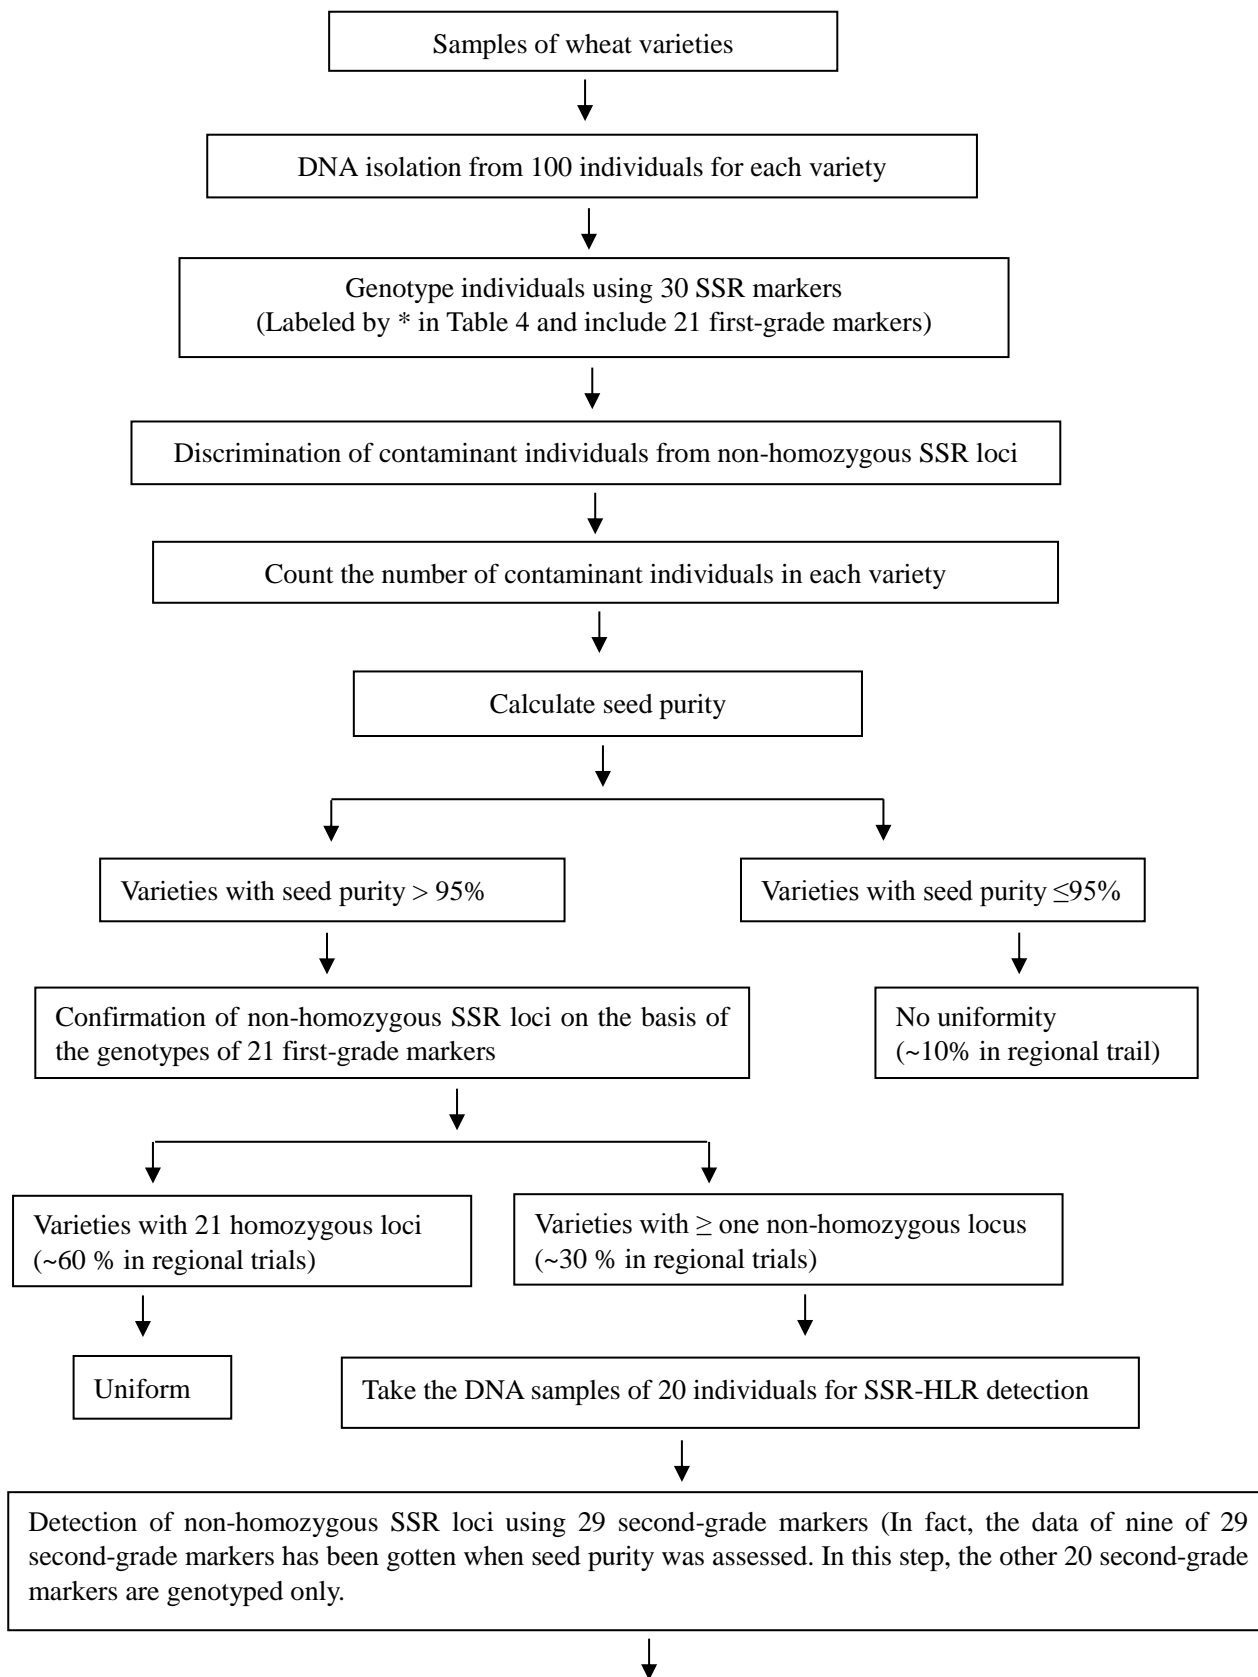 Samples of wheat varieties
DNA isolation from 100 individuals for each variety
Genotype individuals using 30 SSR markers
(Labeled by * in Table 4 and include 21 first-grade markers)
Discrimination of contaminant individuals from non-homozygous SSR loci
Count the number of contaminant individuals in each variety
Calculate seed purity
Varieties with seed purity > 95%
Varieties with seed purity ≤95%
Confirmation of non-homozygous SSR loci on the basis of
the genotypes of 21 first-grade markers
No uniformity
(~10% in regional trail)
Varieties with 21 homozygous loci
(~60 % in regional trials)
Varieties with ≥ one non-homozygous locus
(~30 % in regional trials)
Uniform
Take the DNA samples of 20 individuals for SSR-HLR detection
Detection of non-homozygous SSR loci using 29 second-grade markers (In fact, the data of nine of 29
second-grade markers has been gotten when seed purity was assessed. In this step, the other 20 second-grade
markers are genotyped only.